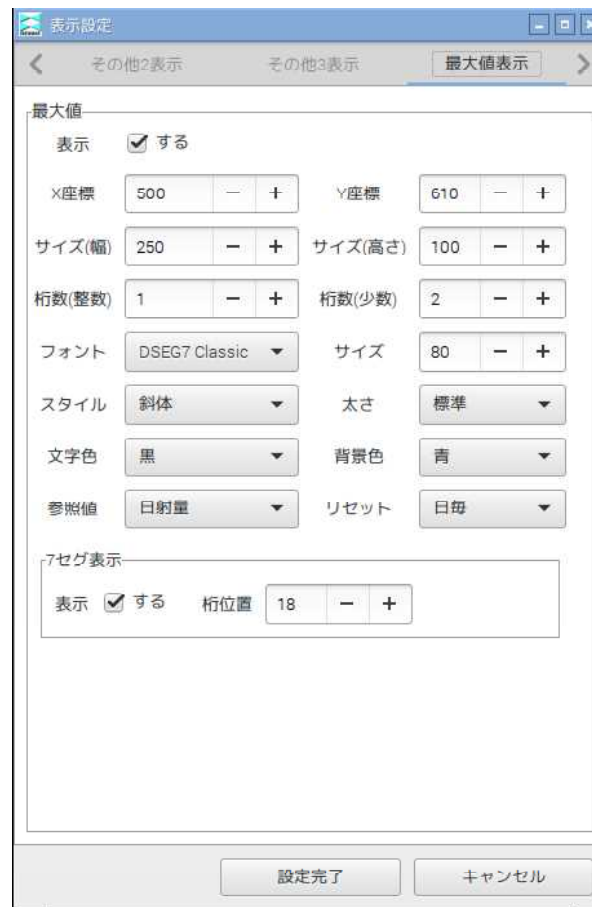 表示設定
その他2表示 その他3表示 最大値表示
最大値
表示 する
X座標 500 Y座標 610
サイズ(幅) 250 サイズ(高さ) 100
桁数(整数) 1 桁数(少数) 2
フォント DSEG7 Classic サイズ 80
スタイル 斜体 太さ 標準
文字色 黒 背景色 青
参照値 日射量 リセット 日毎
7セグ表示
表示 する 桁位置 18
設定完了 キャンセル